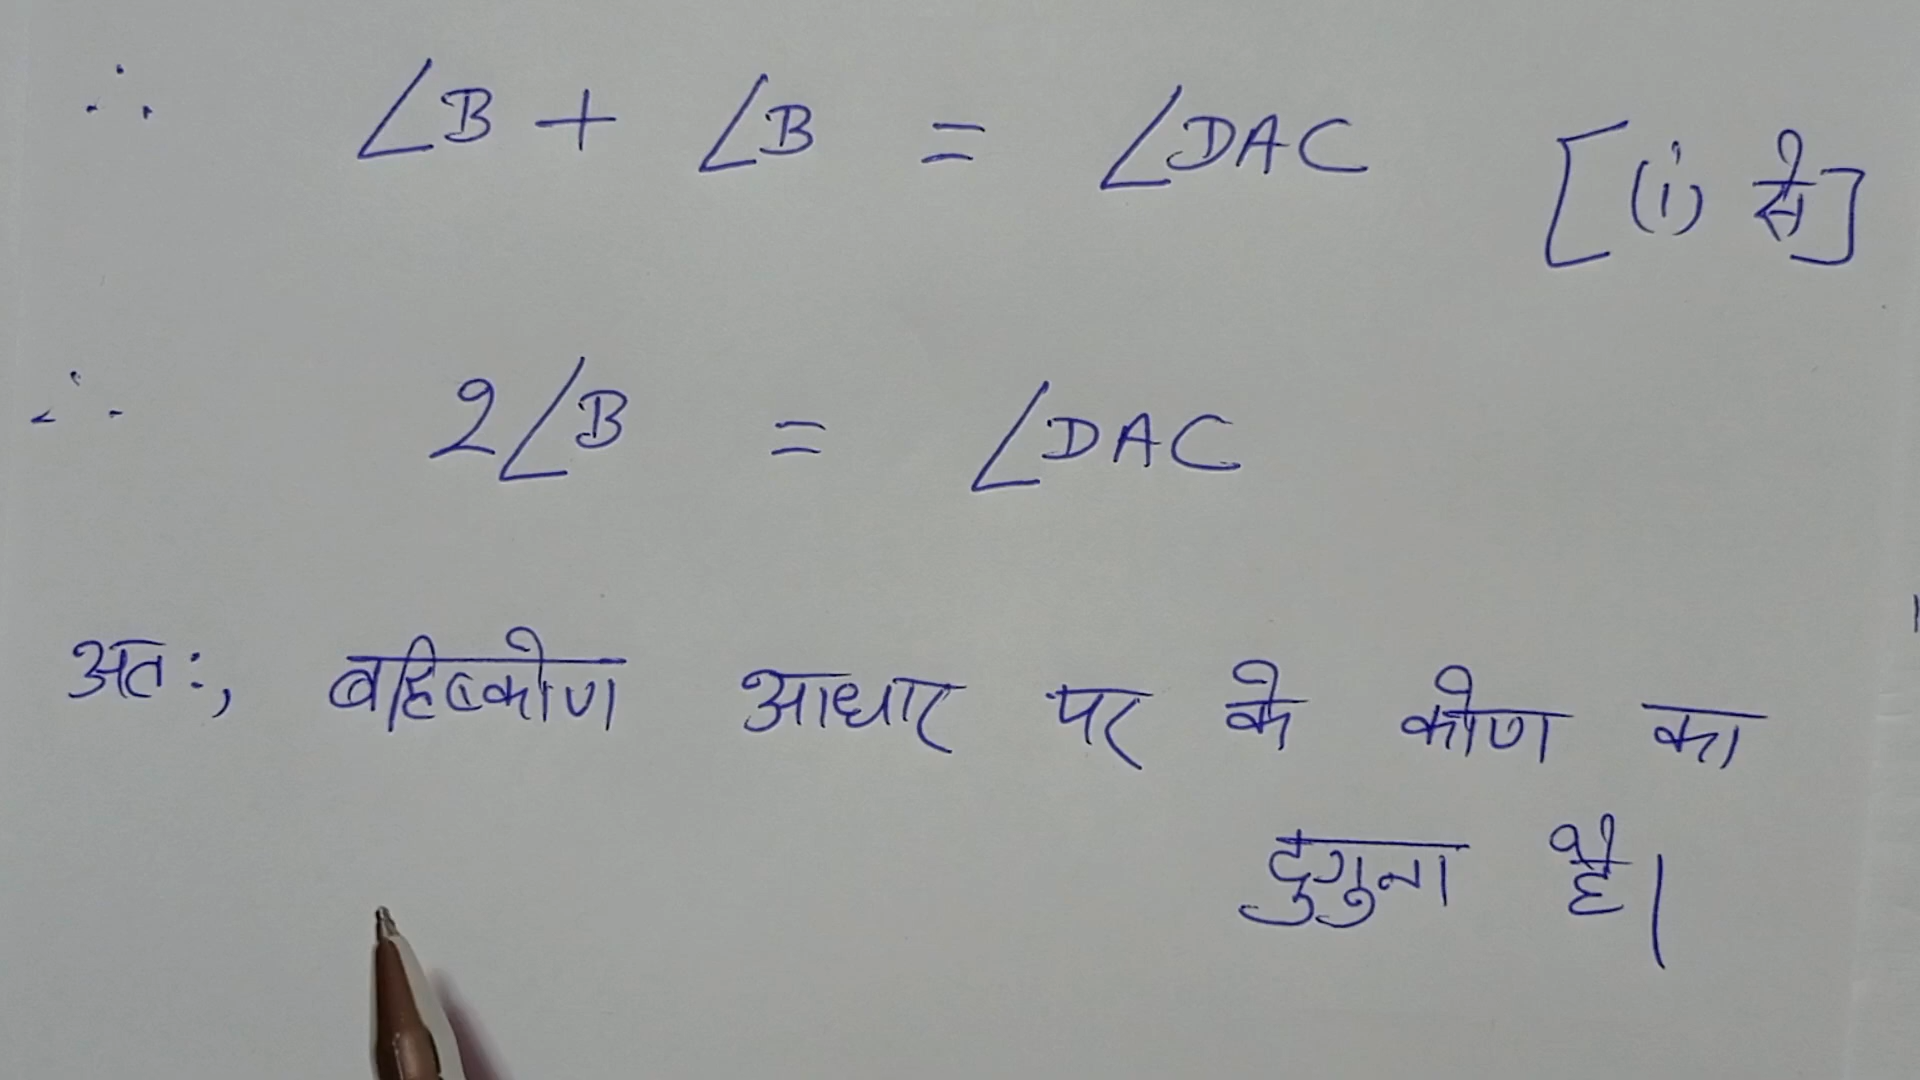 ∴ ∠B + ∠B = ∠DAC [(i) से]
∴ 2∠B = ∠DAC
अतः, बहिष्कोण आधार पर के कोण का
दुगुना है।